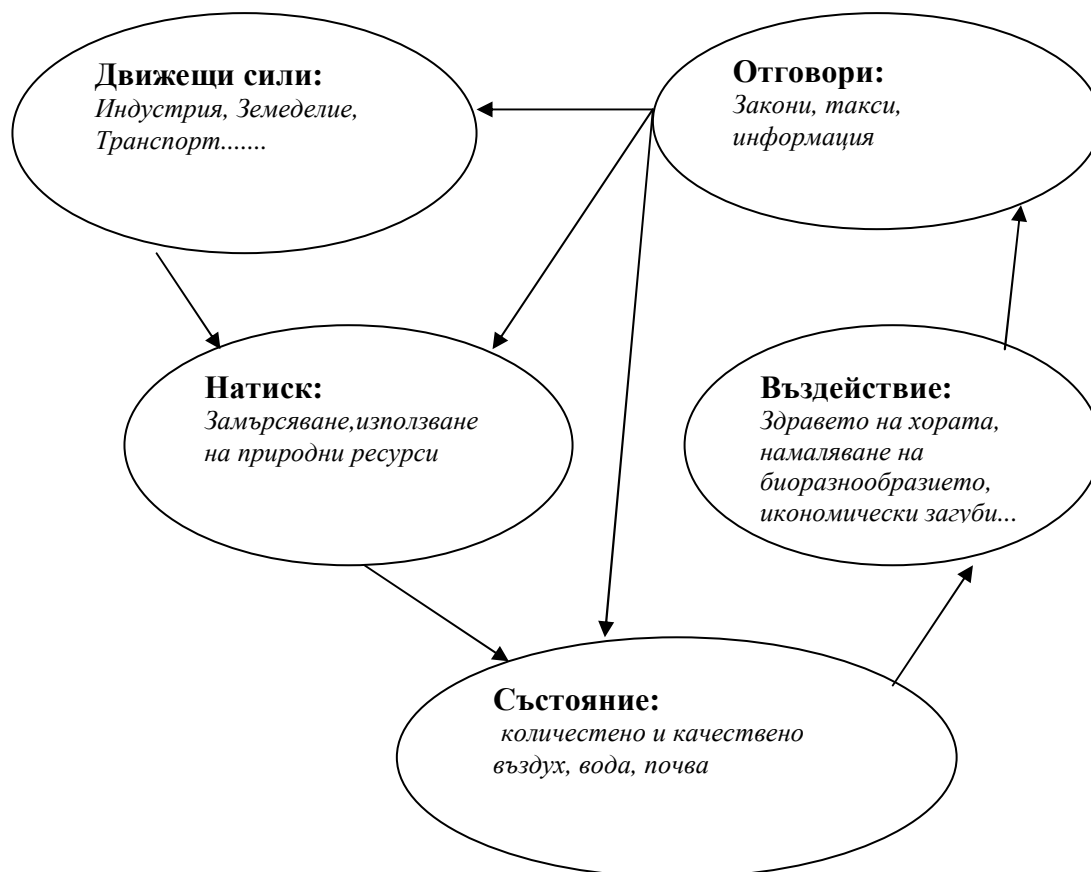 Движещи сили:
Индустрия, Земеделие,
Транспорт.......
Отговори:
Закони, такси,
информация
Натиск:
Замърсяване,използване
на природни ресурси
Въздействие:
Здравето на хората,
намаляване на
биоразнообразието,
икономически загуби...
Състояние:
количестено и качествено
въздух, вода, почва